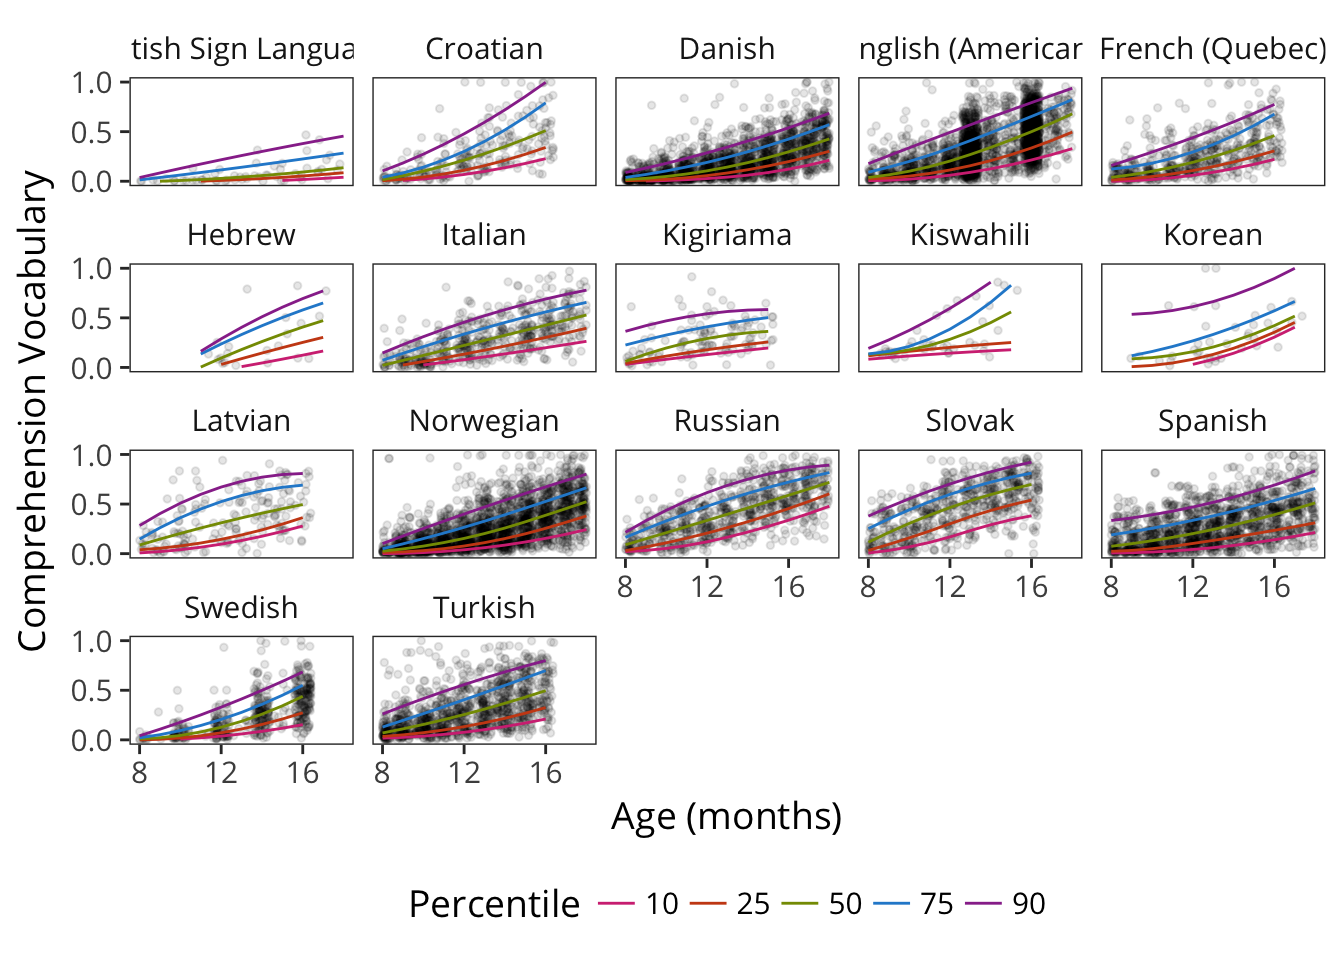 tish Sign Langua Croatian Danish nglish (American French (Quebec)
1.0
0.5
0.0
Hebrew Italian Kigiriama Kiswahili Korean
1.0
0.5
0.0
Latvian Norwegian Russian Slovak Spanish
1.0
0.5
0.0
8 12 16 8 12 16 8 12 16
Swedish Turkish
1.0
0.5
0.0
8 12 16 8 12 16
Comprehension Vocabulary
Age (months)
Percentile 10 25 50 75 90